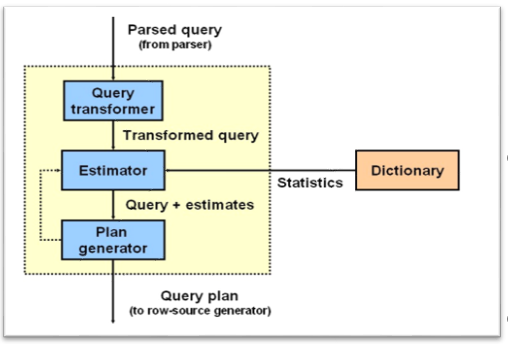 Parsed query
(from parser)
Query
transformer
Transformed query
Estimator
Dictionary
Statistics
Query + estimates
Plan
generator
Query plan
(to row-source generator)